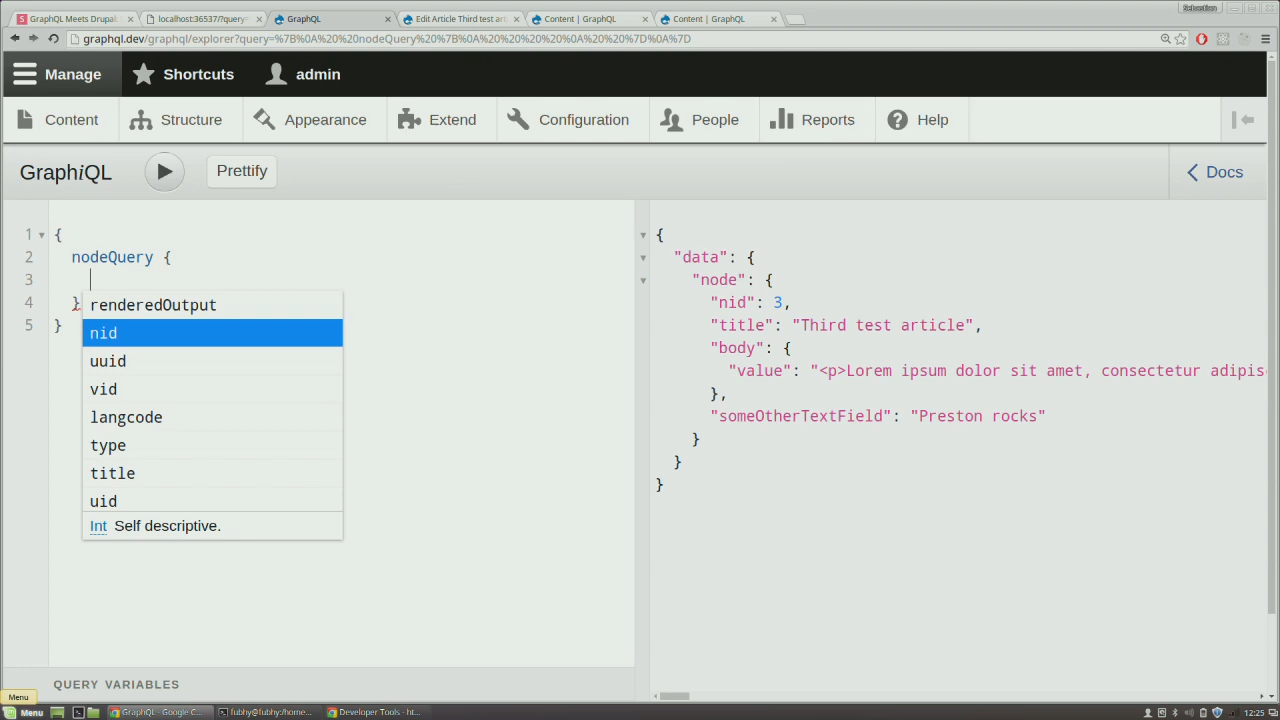 GraphQL Meets Drupal
localhost:36537/?query=
GraphQL
Edit Article Third test arti
Content | GraphQL
Content | GraphQL
Sebastian
graphql.dev/graphql/explorer?query=%7B%0A%20%20nodeQuery%20%7B%0A%20%20%20%20%0A%20%20%7D%0A%7D
Manage
Shortcuts
admin
Content
Structure
Appearance
Extend
Configuration
People
Reports
Help
GraphiQL
Prettify
Docs
1 {
2 nodeQuery {
3
4 }
5 }
renderedOutput
nid
uuid
vid
langcode
type
title
uid
Int Self descriptive.
{
"data": {
"node": {
"nid": 3,
"title": "Third test article",
"body": {
"value": "<p>Lorem ipsum dolor sit amet, consectetur adipis
},
"someOtherTextField": "Preston rocks"
}
}
}
QUERY VARIABLES
Menu
Menu
GraphQL - Google C...
fubhy@fubhy:/home...
Developer Tools - ht...
12:25